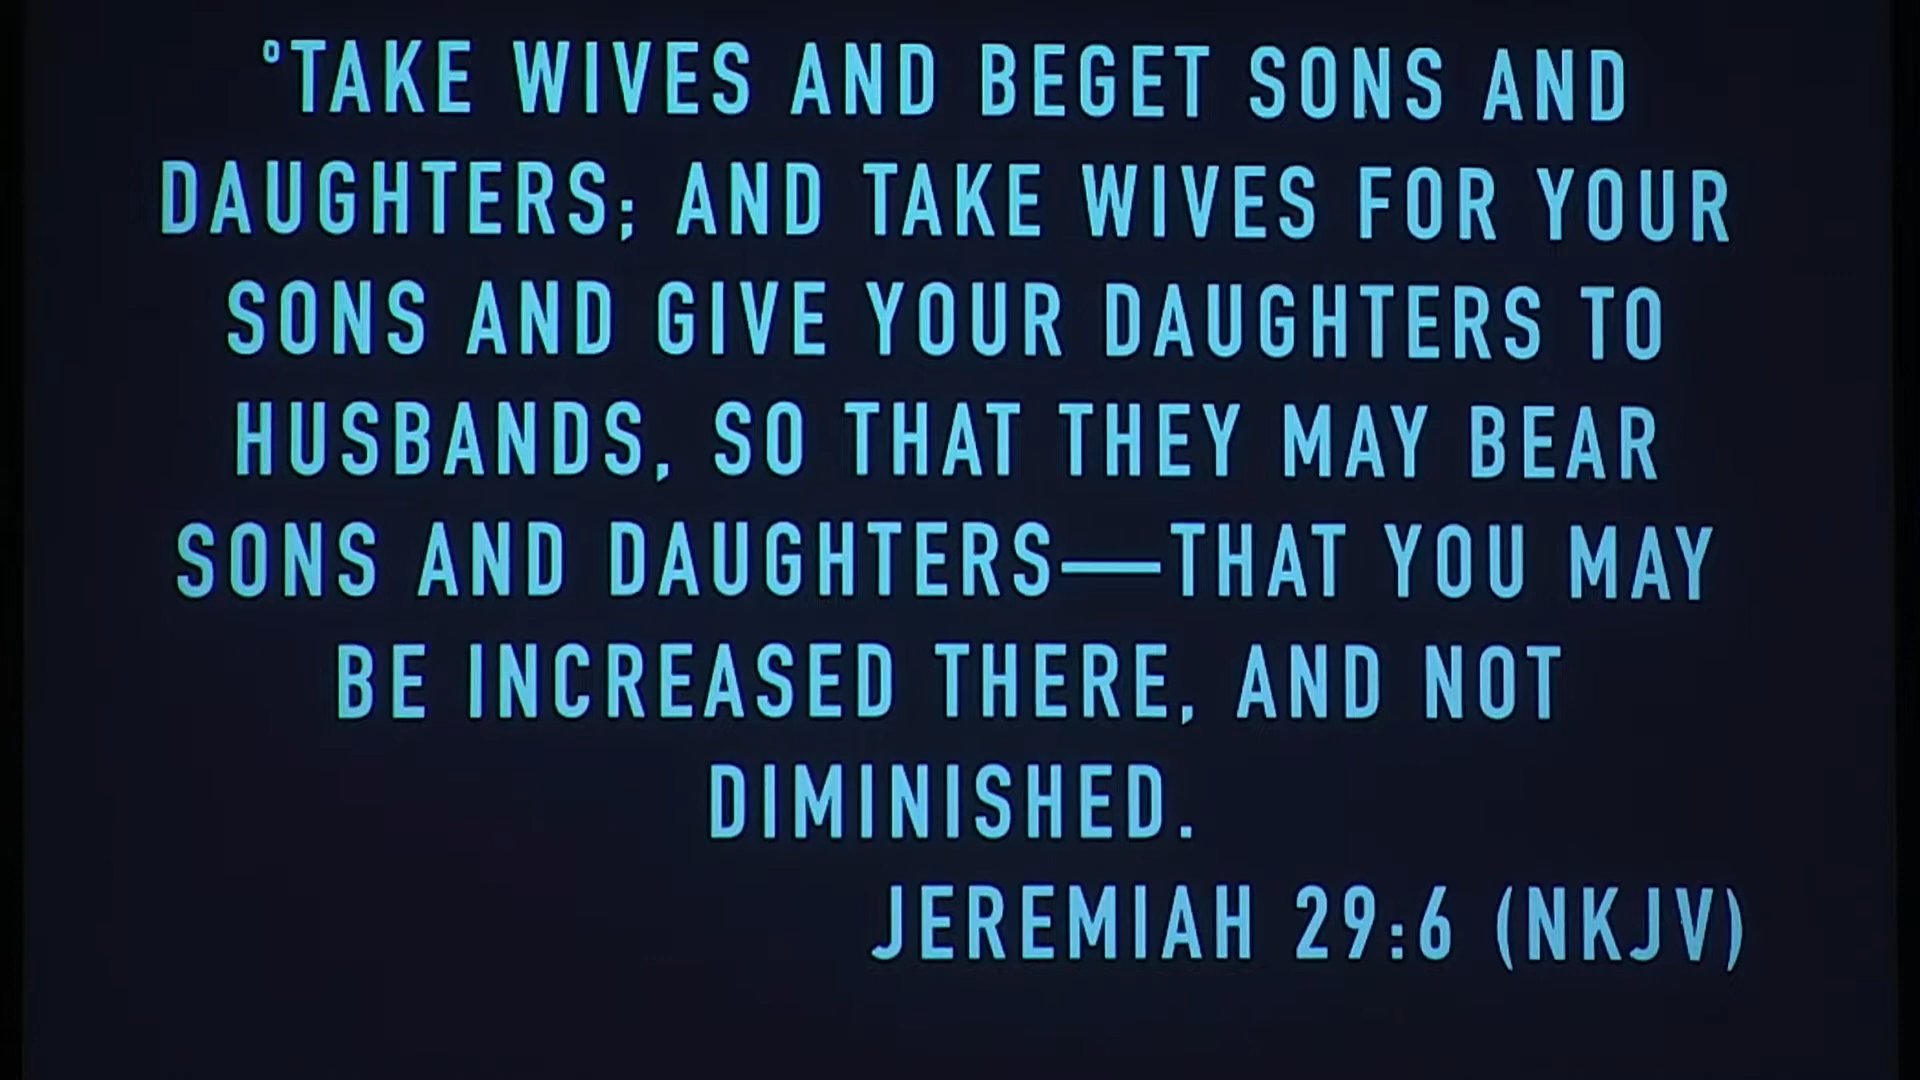 ⁰TAKE WIVES AND BEGET SONS AND
DAUGHTERS; AND TAKE WIVES FOR YOUR
SONS AND GIVE YOUR DAUGHTERS TO
HUSBANDS, SO THAT THEY MAY BEAR
SONS AND DAUGHTERS—THAT YOU MAY
BE INCREASED THERE, AND NOT
DIMINISHED.
JEREMIAH 29:6 (NKJV)